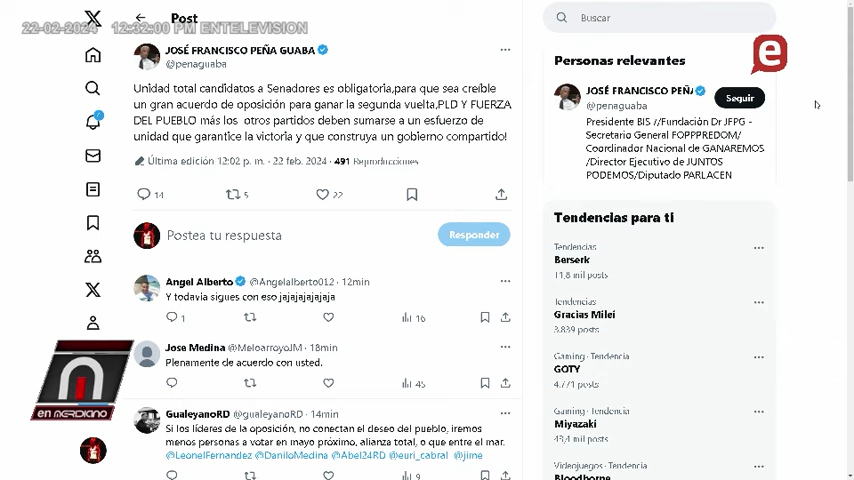 22-02-2024 12:32:00 PM ENTELEVISION
Post
JOSÉ FRANCISCO PEÑA GUABA
@penaguaba
Unidad total candidatos a Senadores es obligatoria,para que sea creíble
un gran acuerdo de oposición para ganar la segunda vuelta,PLD Y FUERZA
DEL PUEBLO más los otros partidos deben sumarse a un esfuerzo de
unidad que garantice la victoria y que construya un gobierno compartido!
Última edición 12:02 p. m. · 22 feb. 2024 · 491 Reproducciones
14
5
22
Postea tu respuesta
Responder
Angel Alberto @Angelalberto012 · 12min
Y todavia sigues con eso jajajajajajaja
1
16
Jose Medina @MeloarroyoJM · 18min
Plenamente de acuerdo con usted.
45
GualeyanoRD @gualeyanoRD · 14min
Si los líderes de la oposición, no conectan el deseo del pueblo, iremos
menos personas a votar en mayo próximo, alianza total, o que entre el mar.
@LeonelFernandez @DaniloMedina @Abel24RD @euri_cabral @jime
9
en MERIDIANO
Buscar
e
Personas relevantes
JOSÉ FRANCISCO PEÑA
@penaguaba
Seguir
Presidente BIS //Fundación Dr JFPG -
Secretario General FOPPPREDOM/
Coordinador Nacional de GANAREMOS
/Director Ejecutivo de JUNTOS
PODEMOS/Diputado PARLACEN
Tendencias para ti
Tendencias
Berserk
11,8 mil posts
Tendencias
Gracias Milei
3.839 posts
Gaming · Tendencia
GOTY
4.771 posts
Gaming · Tendencia
Miyazaki
43,4 mil posts
Videojuegos · Tendencia
Bloodborne